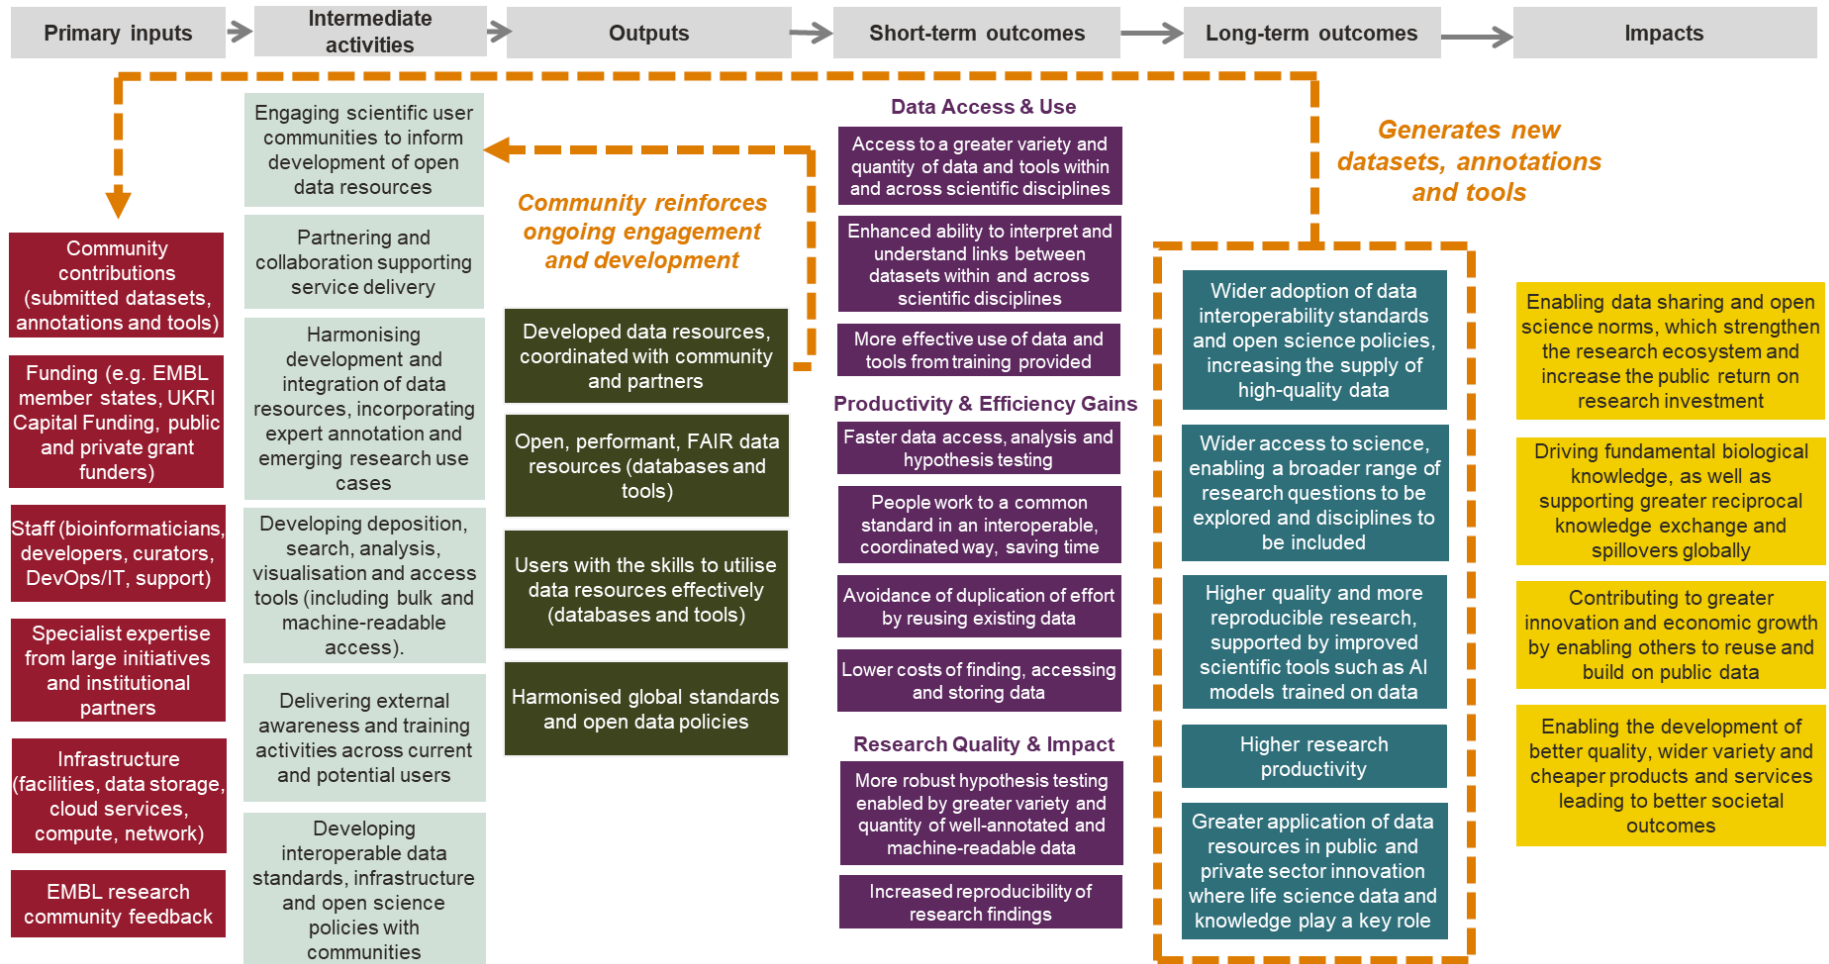 Primary inputs
Intermediate
activities
Outputs
Short-term outcomes
Long-term outcomes
Impacts
Community
contributions
(submitted datasets,
annotations and tools)
Funding (e.g. EMBL
member states, UKRI
Capital Funding, public
and private grant
funders)
Staff (bioinformaticians,
developers, curators,
DevOps/IT, support)
Specialist expertise
from large initiatives
and institutional
partners
Infrastructure
(facilities, data storage,
cloud services,
compute, network)
EMBL research
community feedback
Engaging scientific user
communities to inform
development of open
data resources
Partnering and
collaboration supporting
service delivery
Harmonising
development and
integration of data
resources, incorporating
expert annotation and
emerging research use
cases
Developing deposition,
search, analysis,
visualisation and access
tools (including bulk and
machine-readable
access).
Delivering external
awareness and training
activities across current
and potential users
Developing
interoperable data
standards, infrastructure
and open science
policies with
communities
Community reinforces
ongoing engagement
and development
Developed data resources,
coordinated with community
and partners
Open, performant, FAIR data
resources (databases and
tools)
Users with the skills to utilise
data resources effectively
(databases and tools)
Harmonised global standards
and open data policies
Data Access & Use
Access to a greater variety and
quantity of data and tools within
and across scientific disciplines
Enhanced ability to interpret and
understand links between
datasets within and across
scientific disciplines
More effective use of data and
tools from training provided
Productivity & Efficiency Gains
Faster data access, analysis and
hypothesis testing
People work to a common
standard in an interoperable,
coordinated way, saving time
Avoidance of duplication of effort
by reusing existing data
Lower costs of finding, accessing
and storing data
Research Quality & Impact
More robust hypothesis testing
enabled by greater variety and
quantity of well-annotated and
machine-readable data
Increased reproducibility of
research findings
Generates new
datasets, annotations
and tools
Wider adoption of data
interoperability standards
and open science policies,
increasing the supply of
high-quality data
Wider access to science,
enabling a broader range of
research questions to be
explored and disciplines to
be included
Higher quality and more
reproducible research,
supported by improved
scientific tools such as AI
models trained on data
Higher research
productivity
Greater application of data
resources in public and
private sector innovation
where life science data and
knowledge play a key role
Enabling data sharing and open
science norms, which strengthen
the research ecosystem and
increase the public return on
research investment
Driving fundamental biological
knowledge, as well as
supporting greater reciprocal
knowledge exchange and
spillovers globally
Contributing to greater
innovation and economic growth
by enabling others to reuse and
build on public data
Enabling the development of
better quality, wider variety and
cheaper products and services
leading to better societal
outcomes